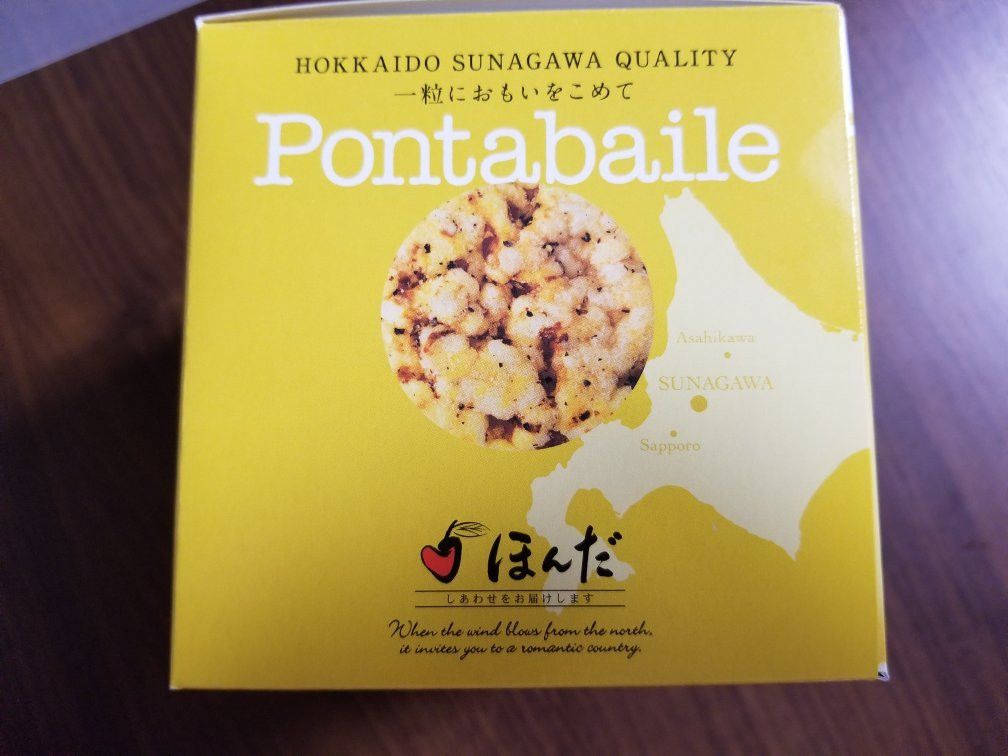 HOKKAIDO SUNAGAWA QUALITY
一粒におもいをこめて
Pontabaile
Asahikawa
SUNAGAWA
Sapporo
ほんだ
しあわせをお届けします
When the wind blows from the north,
it invites you to a romantic country.